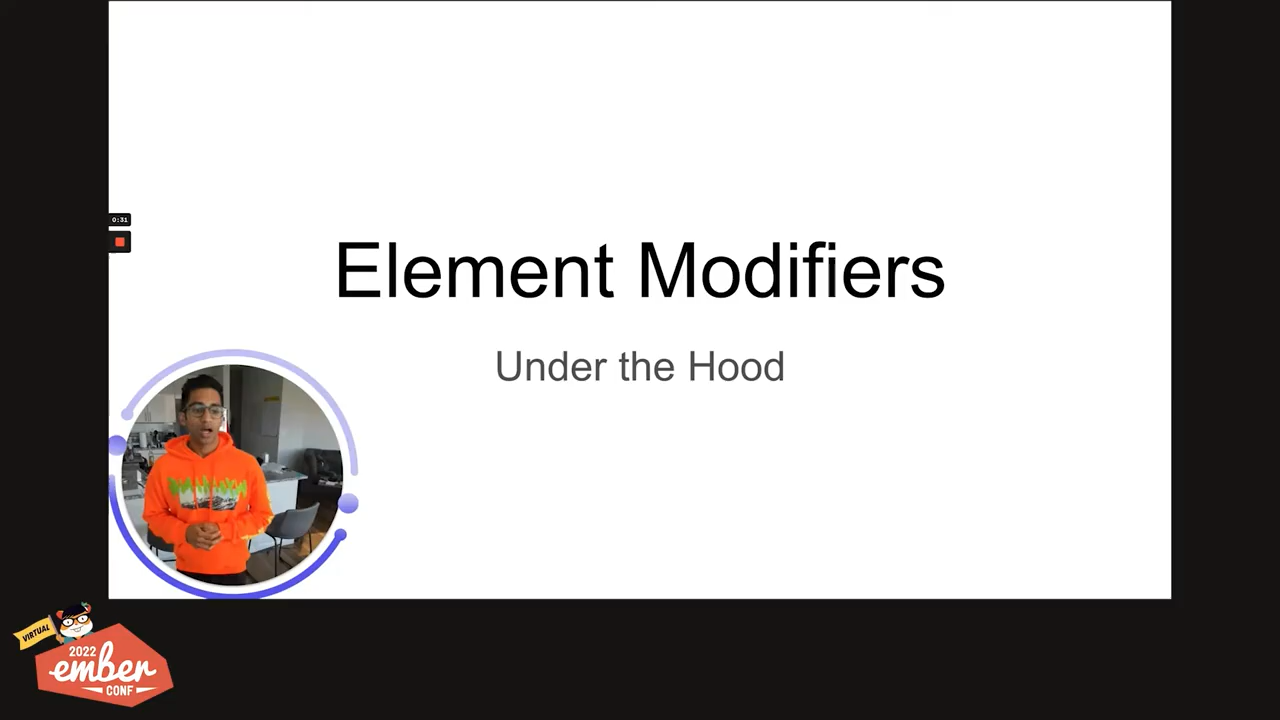 0:31
Element Modifiers
Under the Hood
VIRTUAL
2022
ember
CONF